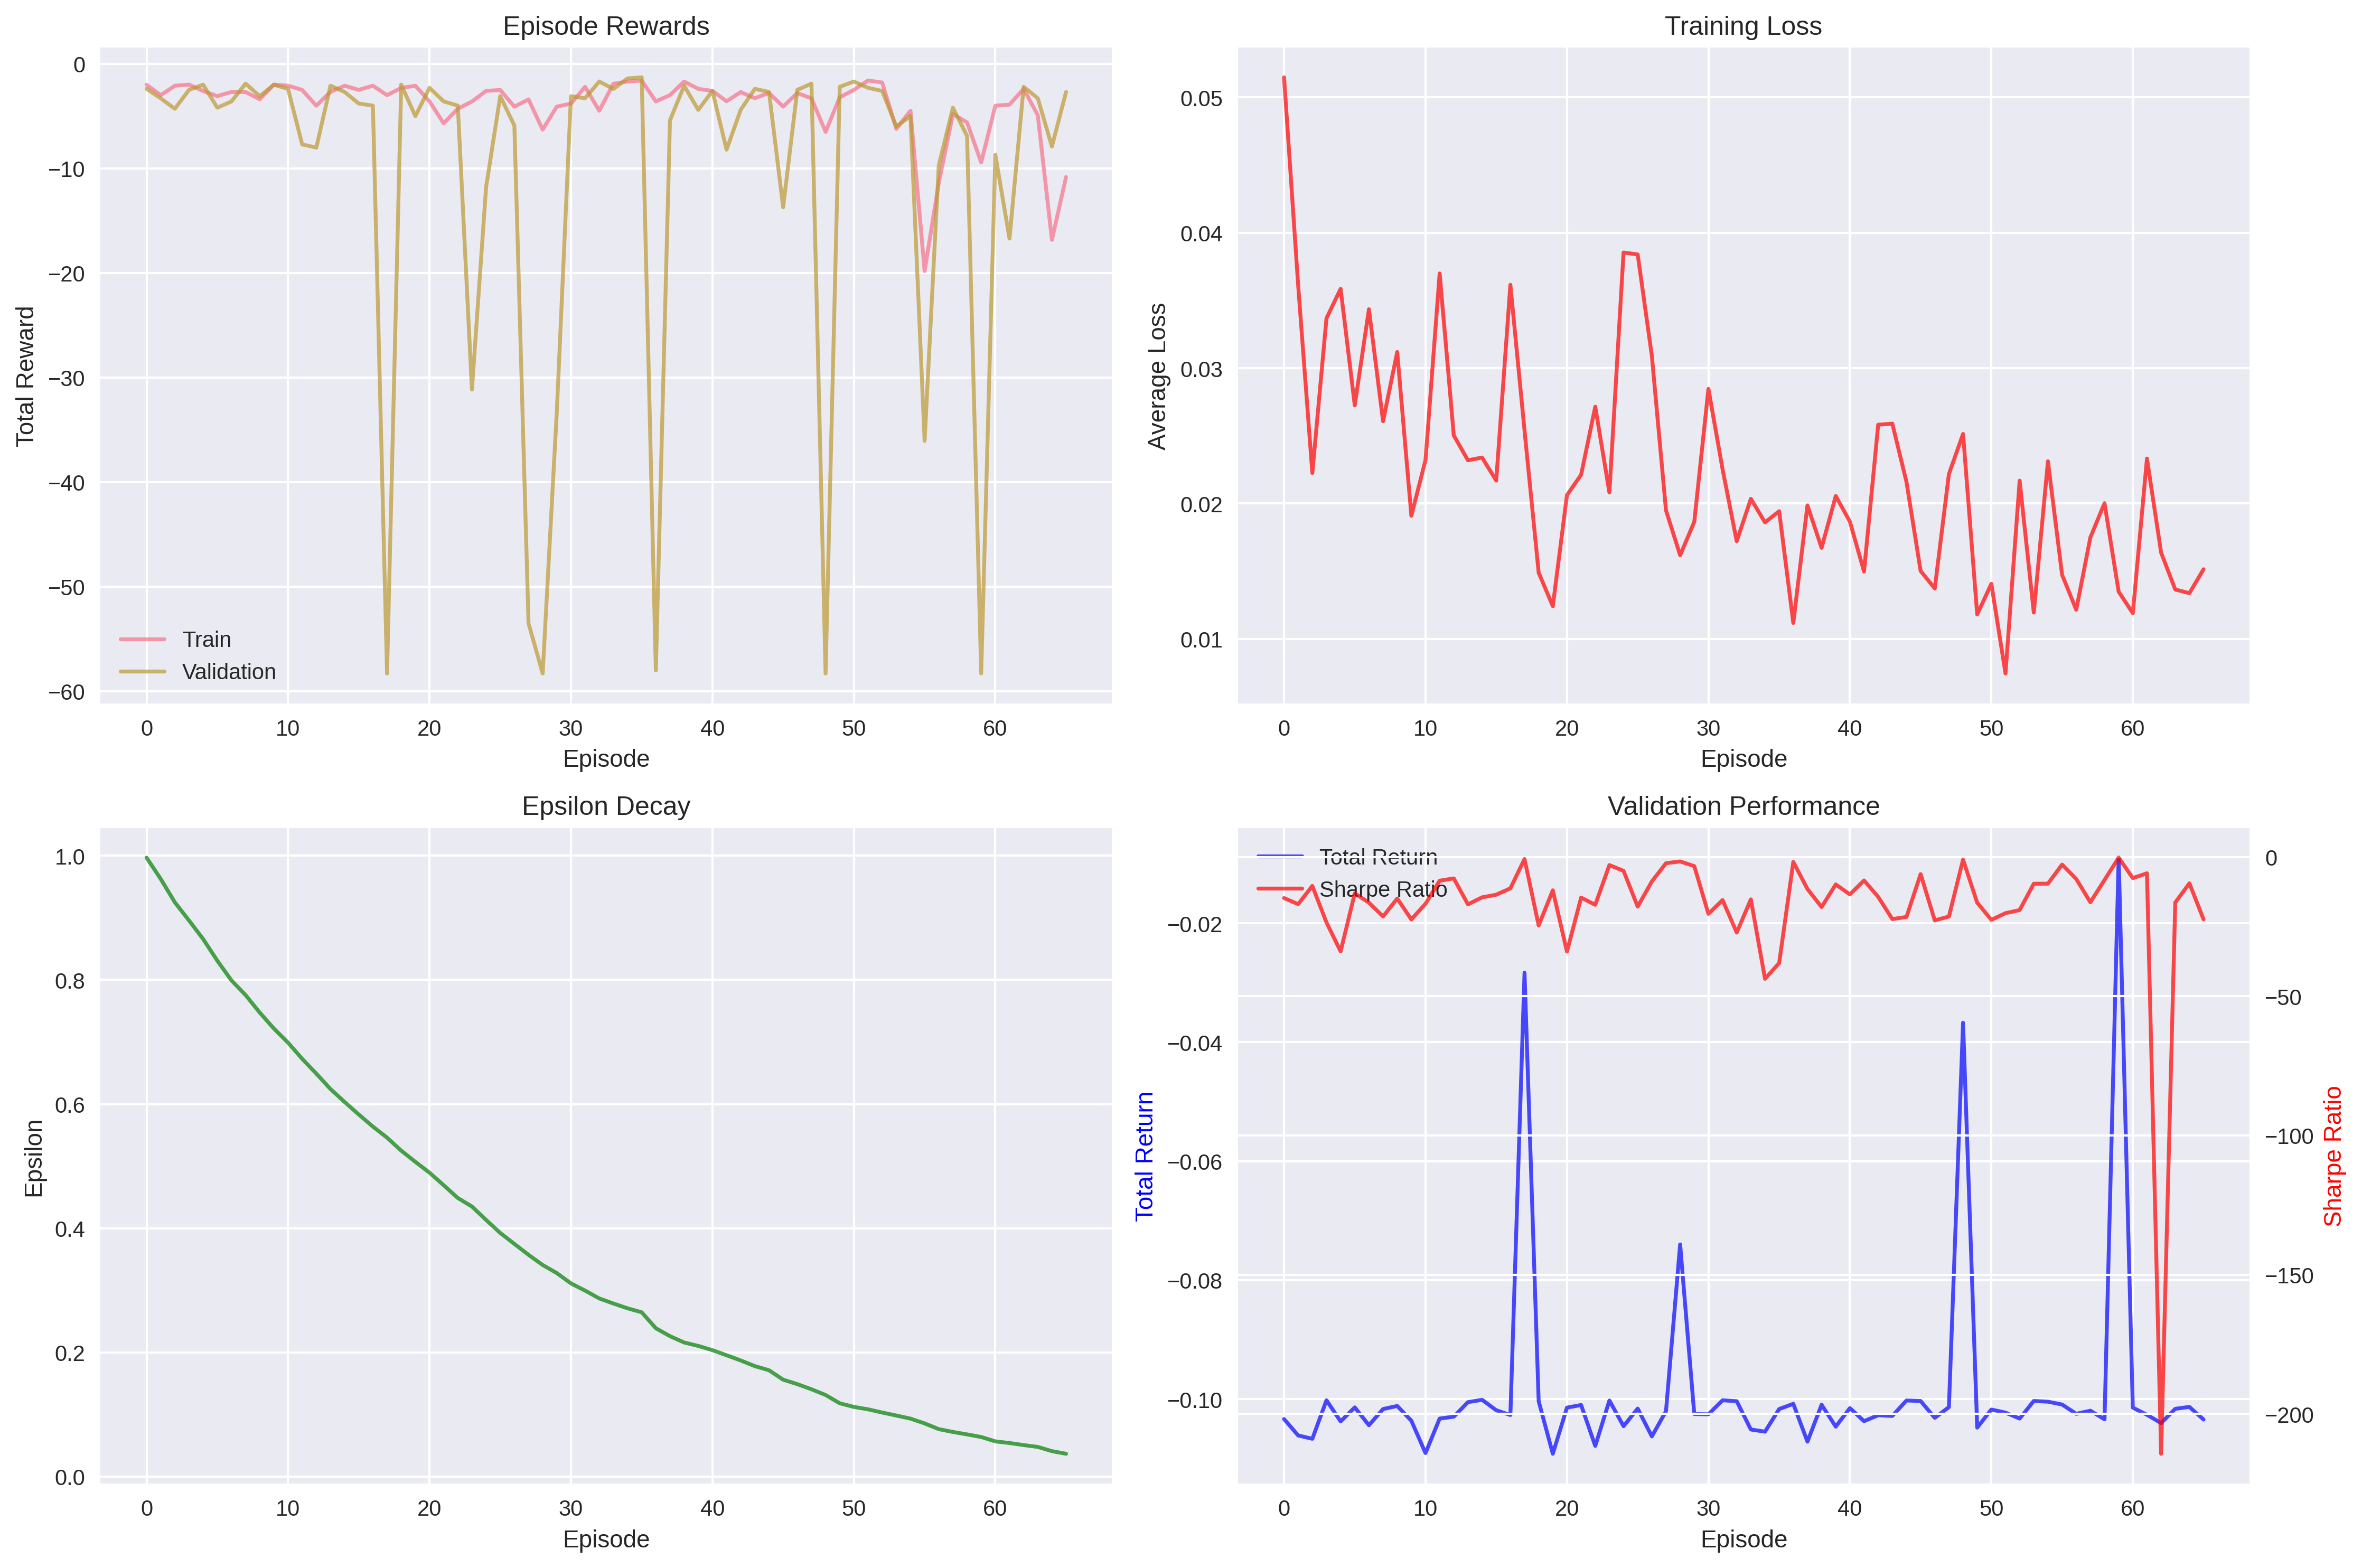 Episode Rewards
Total Reward
0
−10
−20
−30
−40
−50
−60
Train
Validation
0 10 20 30 40 50 60
Episode
Training Loss
Average Loss
0.05
0.04
0.03
0.02
0.01
0 10 20 30 40 50 60
Episode
Epsilon Decay
Epsilon
1.0
0.8
0.6
0.4
0.2
0.0
0 10 20 30 40 50 60
Episode
Validation Performance
Total Return
−0.02
−0.04
−0.06
−0.08
−0.10
Total Return
Sharpe Ratio
0
−50
−100
−150
−200
Sharpe Ratio
0 10 20 30 40 50 60
Episode